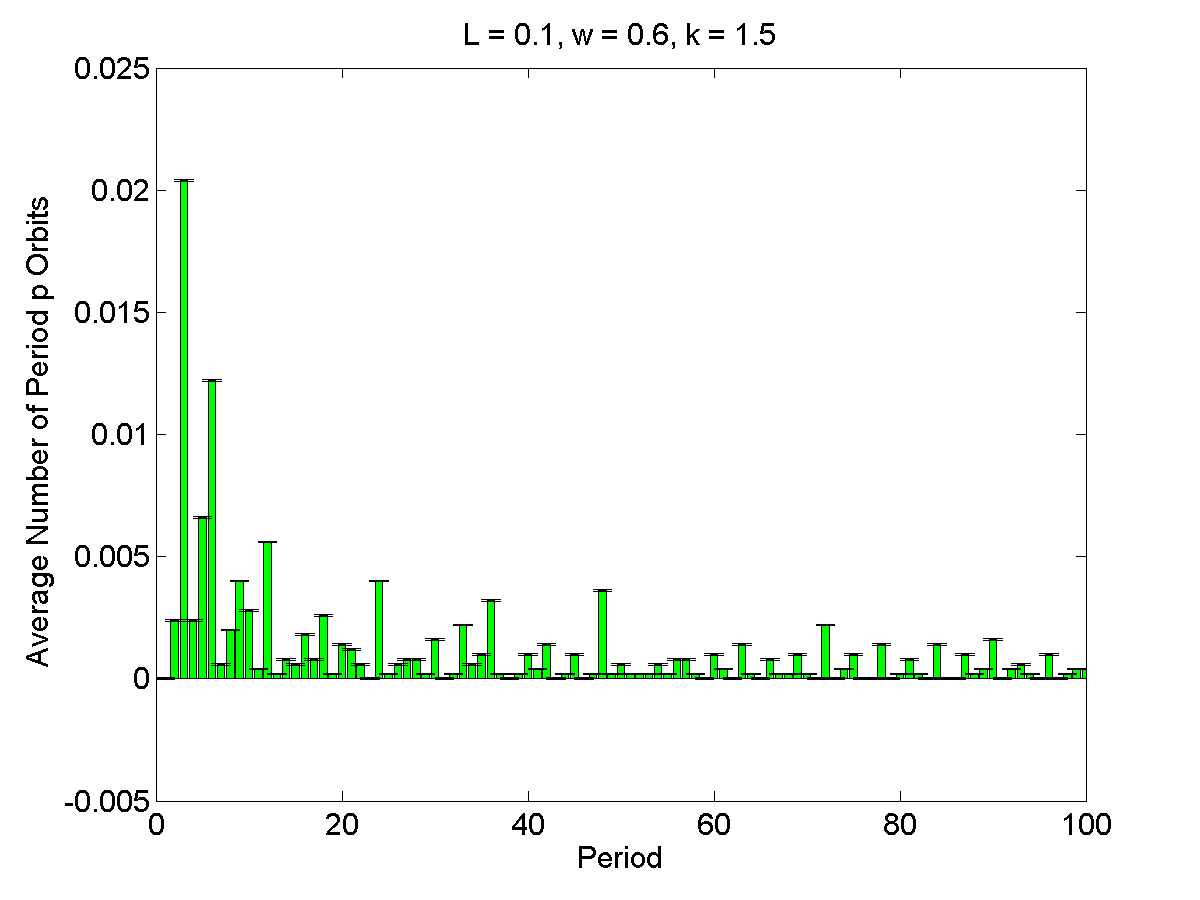 L = 0.1, w = 0.6, k = 1.5
0.025
0.02
0.015
0.01
0.005
0
-0.005
Average Number of Period p Orbits
0 20 40 60 80 100
Period